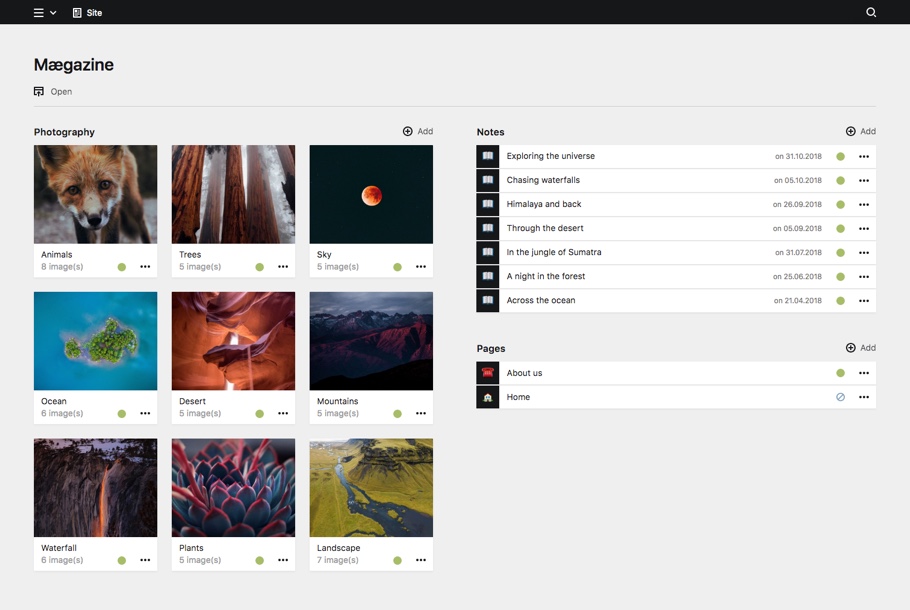 Site
Mægazine
Open
Photography
Add
Animals
8 image(s)
Trees
5 image(s)
Sky
5 image(s)
Ocean
6 image(s)
Desert
5 image(s)
Mountains
5 image(s)
Waterfall
6 image(s)
Plants
5 image(s)
Landscape
7 image(s)
Notes
Add
Exploring the universe on 31.10.2018
Chasing waterfalls on 05.10.2018
Himalaya and back on 26.09.2018
Through the desert on 05.09.2018
In the jungle of Sumatra on 31.07.2018
A night in the forest on 25.06.2018
Across the ocean on 21.04.2018
Pages
Add
About us
Home